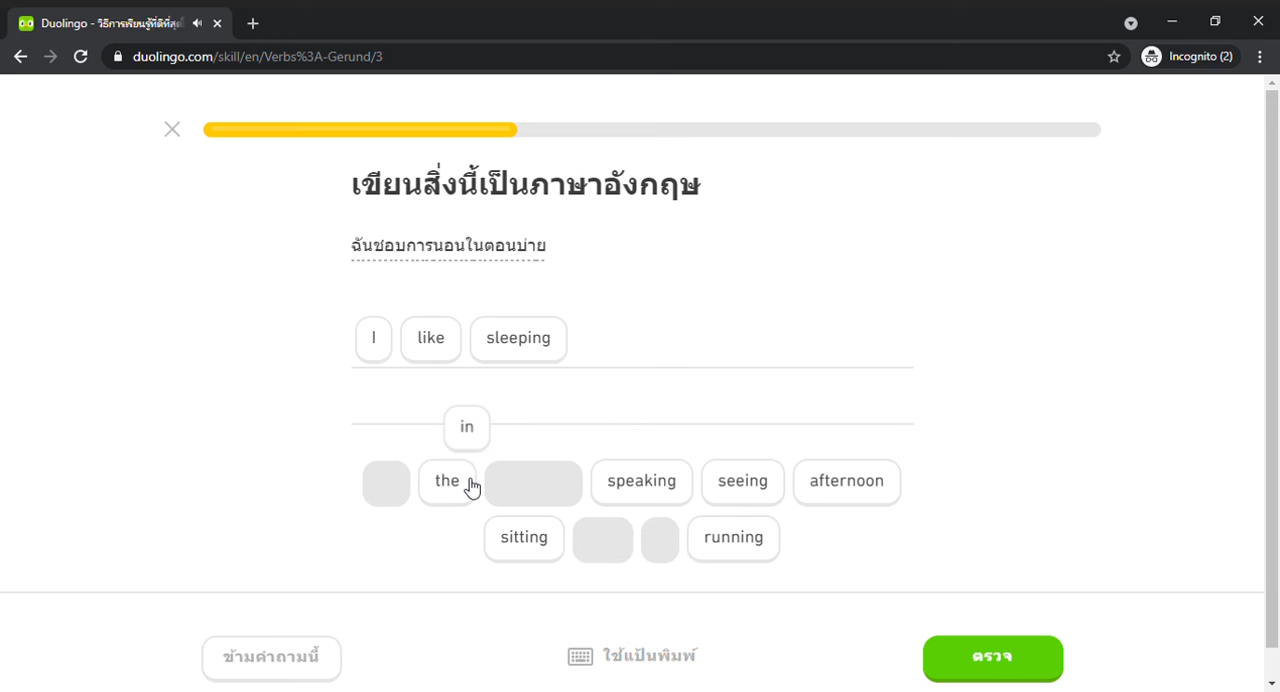 Duolingo - วิธีการเรียนรู้ที่ดีที่สุดใ
duolingo.com/skill/en/Verbs%3A-Gerund/3
Incognito (2)
เขียนสิ่งนี้เป็นภาษาอังกฤษ
ฉันชอบการนอนในตอนบ่าย
I like sleeping
in
the speaking seeing afternoon
sitting running
ข้ามคำถามนี้ ใช้แป้นพิมพ์ ตรวจ